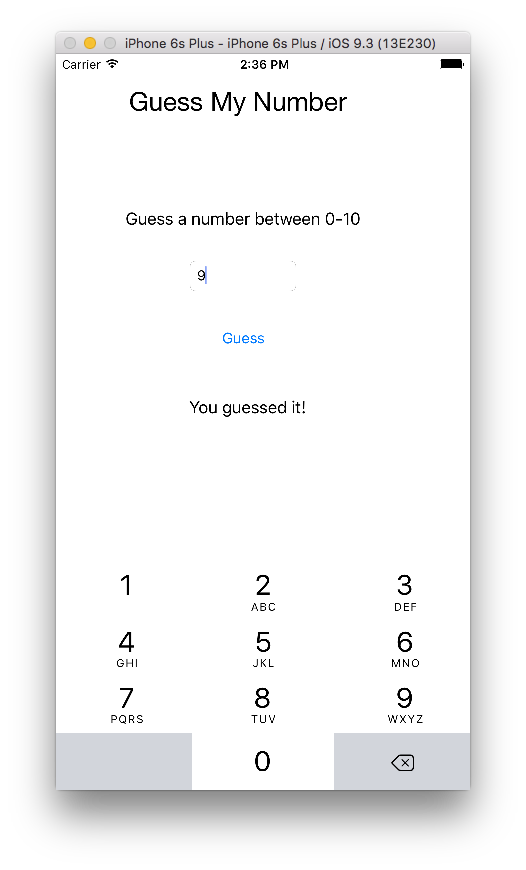 iPhone 6s Plus - iPhone 6s Plus / iOS 9.3 (13E230)
Carrier 2:36 PM
Guess My Number
Guess a number between 0-10
9
Guess
You guessed it!
1 2 3
ABC DEF
4 5 6
GHI JKL MNO
7 8 9
PQRS TUV WXYZ
0